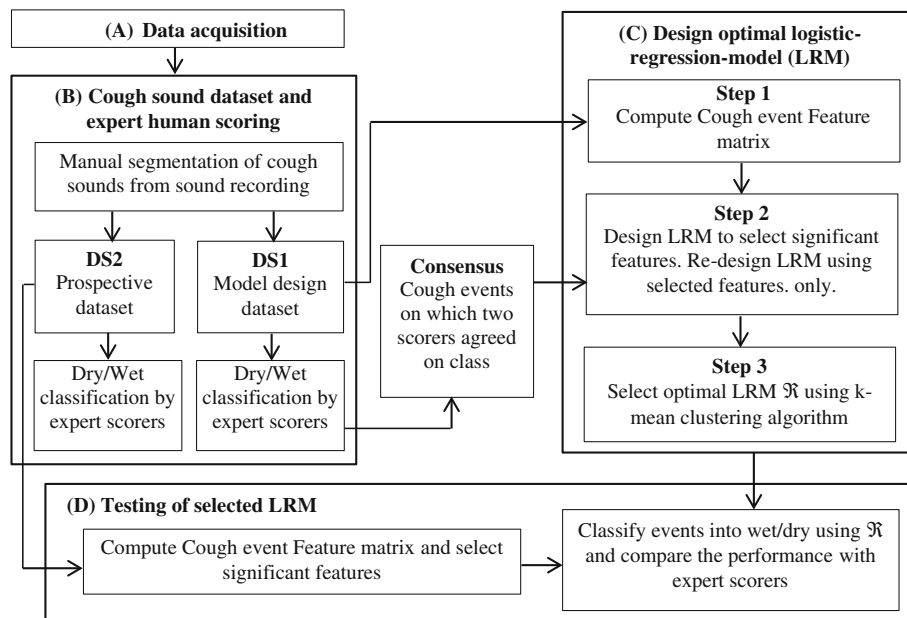 (A) Data acquisition
(B) Cough sound dataset and
expert human scoring
Manual segmentation of cough
sounds from sound recording
DS2
Prospective
dataset
DS1
Model design
dataset
Dry/Wet
classification by
expert scorers
Dry/Wet
classification by
expert scorers
Consensus
Cough events
on which two
scorers agreed
on class
(C) Design optimal logistic-
regression-model (LRM)
Step 1
Compute Cough event Feature
matrix
Step 2
Design LRM to select significant
features. Re-design LRM using
selected features. only.
Step 3
Select optimal LRM ℜ using k-
mean clustering algorithm
(D) Testing of selected LRM
Compute Cough event Feature matrix and select
significant features
Classify events into wet/dry using ℜ
and compare the performance with
expert scorers